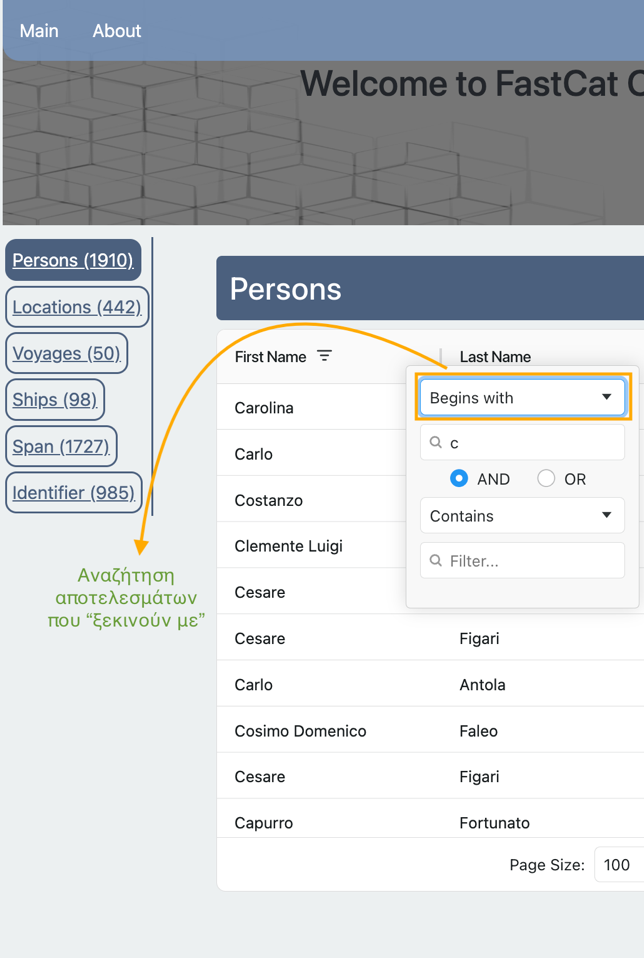 Main About
Welcome to FastCat
Persons (1910)
Locations (442)
Voyages (50)
Ships (98)
Span (1727)
Identifier (985)
Αναζήτηση
αποτελεσμάτων
που “ξεκινούν με”
Persons
First Name Last Name
Carolina
Carlo
Costanzo
Clemente Luigi
Cesare
Cesare Figari
Carlo Antola
Cosimo Domenico Faleo
Cesare Figari
Capurro Fortunato
Begins with
c
AND OR
Contains
Filter...
Page Size: 100